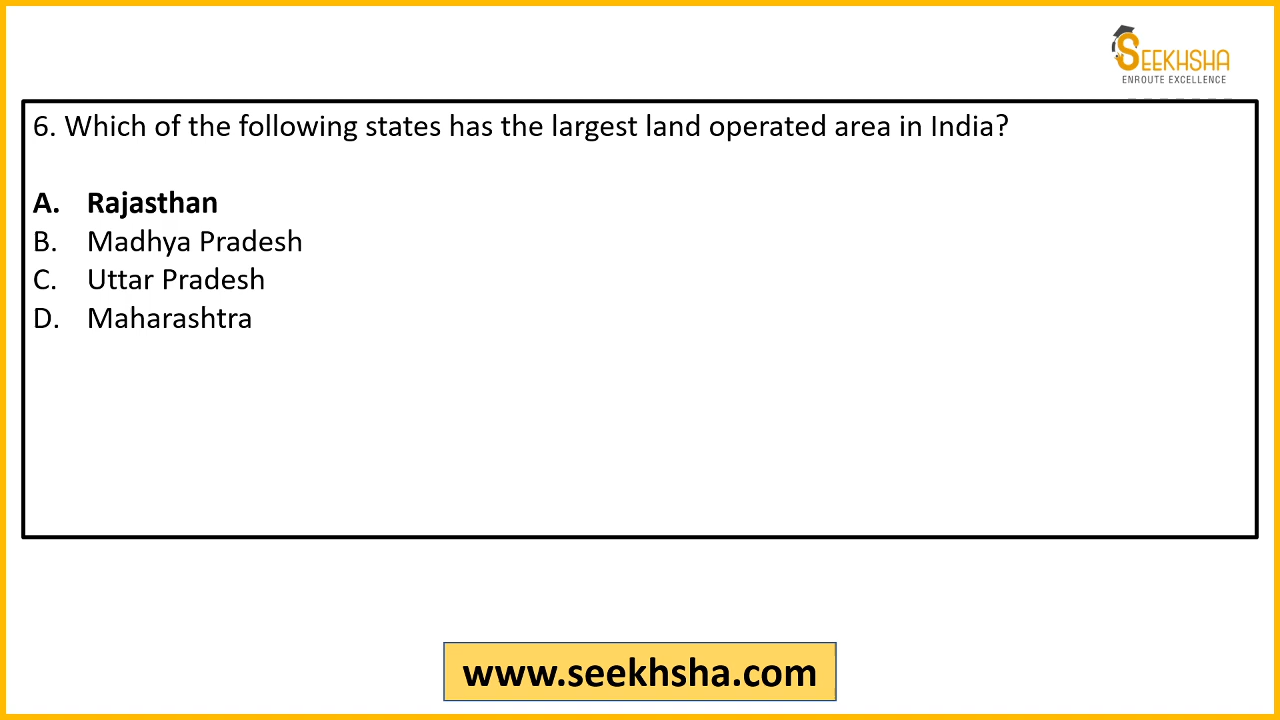 SEEKHSHA
ENROUTE EXCELLENCE
6. Which of the following states has the largest land operated area in India?
A. Rajasthan
B. Madhya Pradesh
C. Uttar Pradesh
D. Maharashtra
www.seekhsha.com